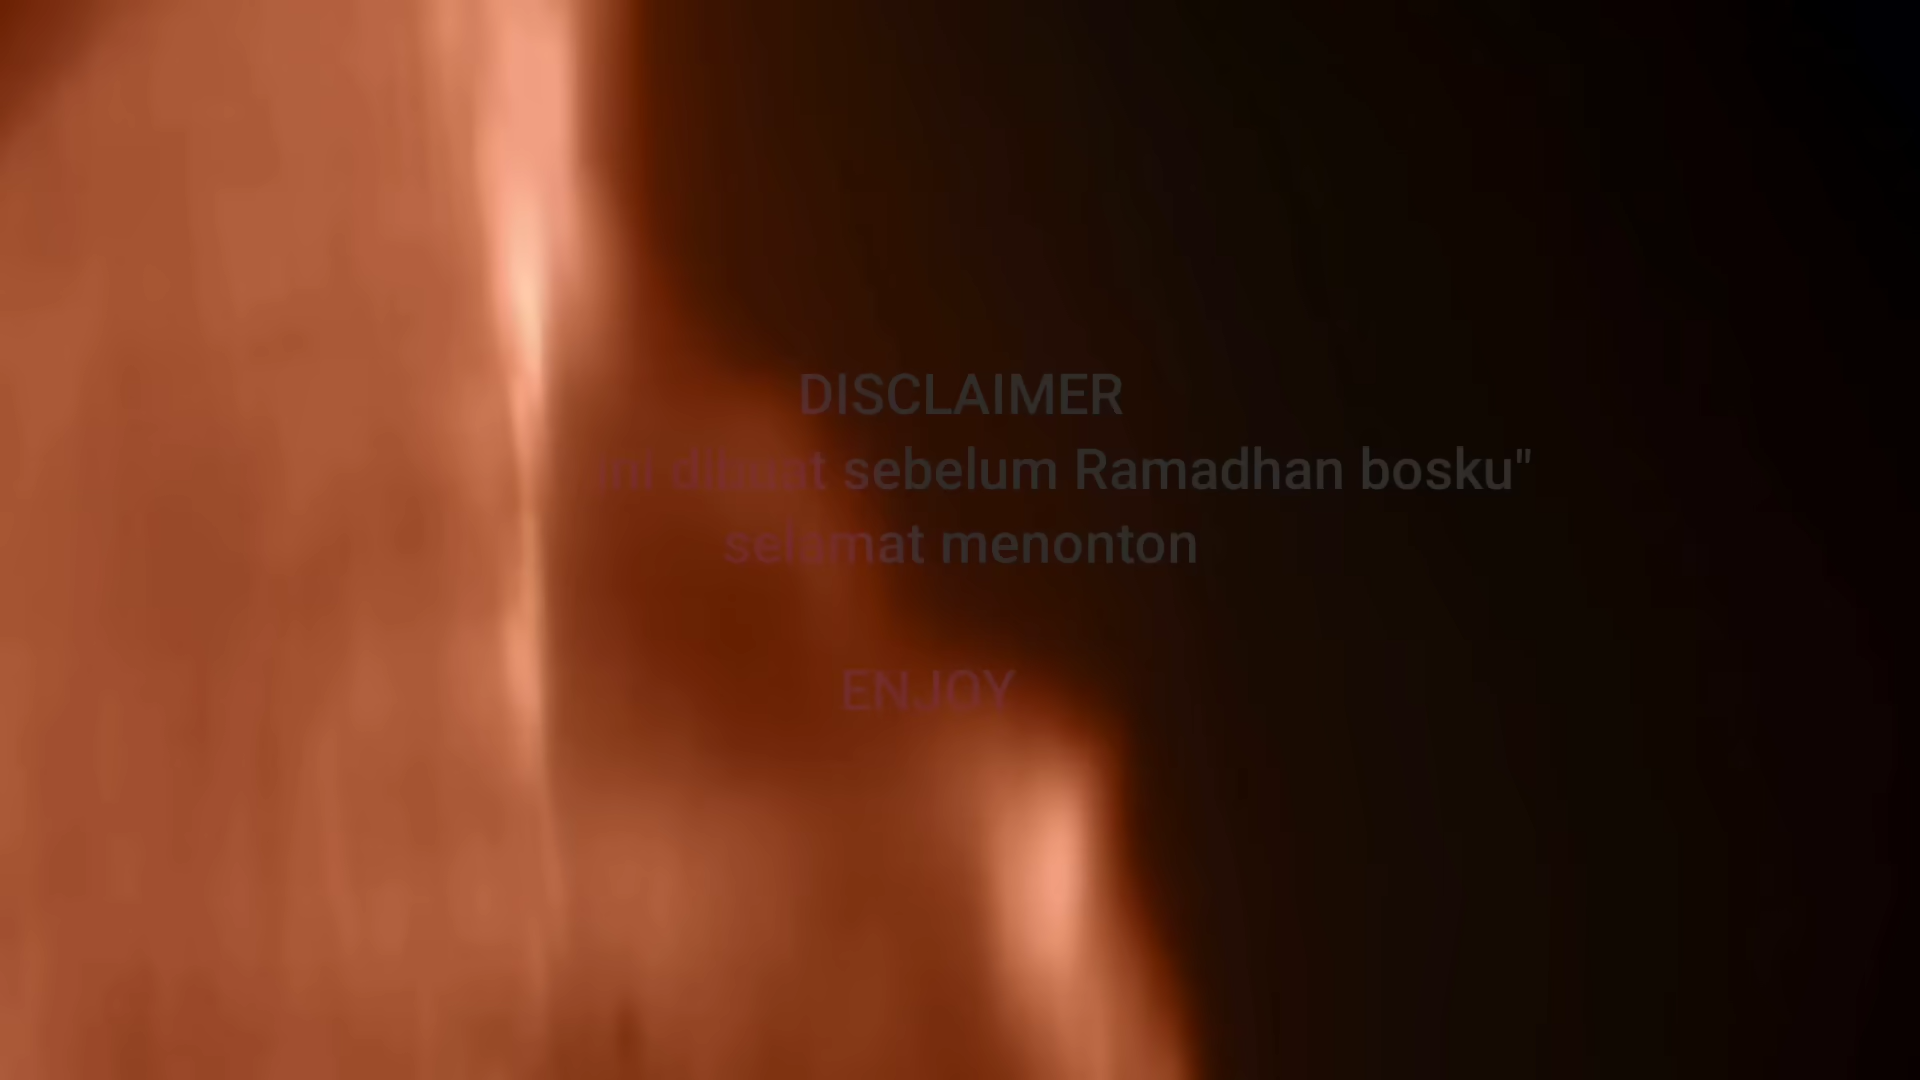 DISCLAIMER
ini dibuat sebelum Ramadhan bosku"
selamat menonton
ENJOY